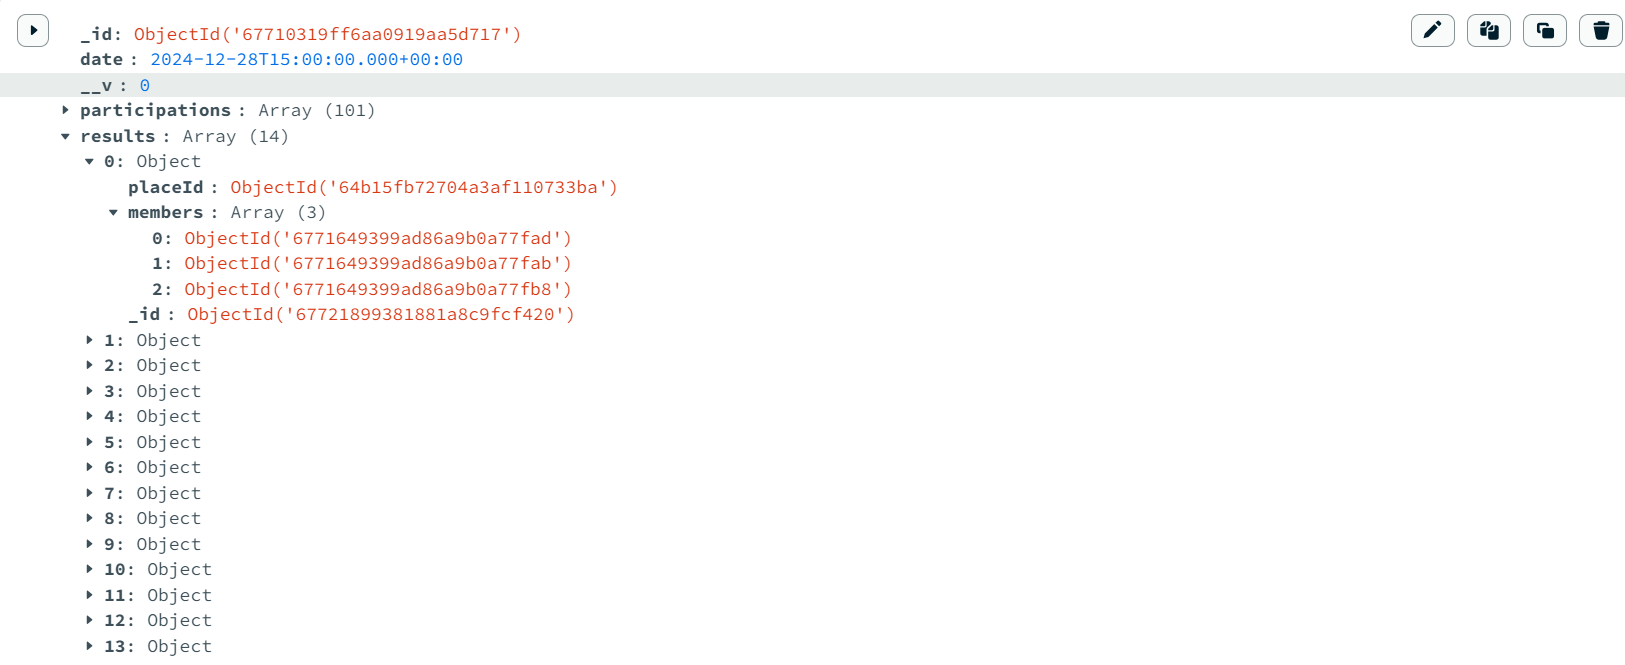 _id: ObjectId('67710319ff6aa0919aa5d717')
date : 2024-12-28T15:00:00.000+00:00
__v : 0
participations : Array (101)
results : Array (14)
0: Object
placeId : ObjectId('64b15fb72704a3af110733ba')
members : Array (3)
0: ObjectId('6771649399ad86a9b0a77fad')
1: ObjectId('6771649399ad86a9b0a77fab')
2: ObjectId('6771649399ad86a9b0a77fb8')
_id : ObjectId('67721899381881a8c9fcf420')
1: Object
2: Object
3: Object
4: Object
5: Object
6: Object
7: Object
8: Object
9: Object
10: Object
11: Object
12: Object
13: Object